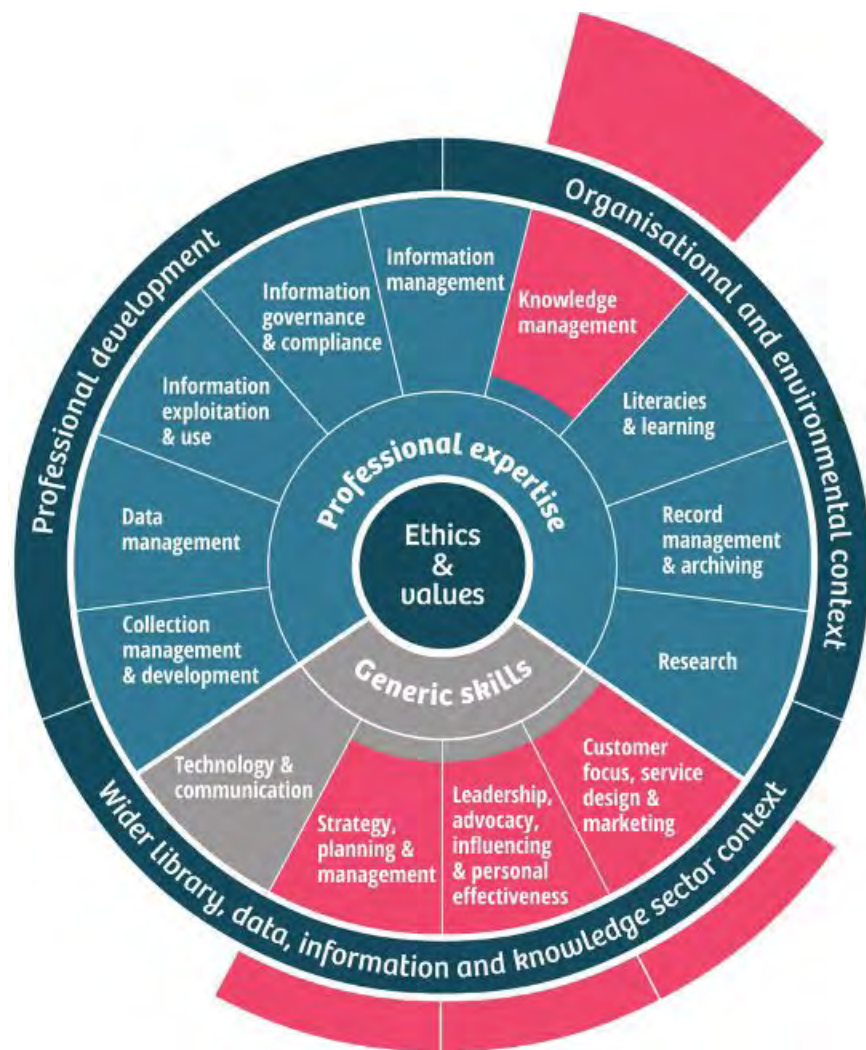 Professional development
Organisational and environmental context
Wider library, data, information and knowledge sector context
Information
management
Knowledge
management
Literacies
& learning
Record
management
& archiving
Research
Customer
focus, service
design &
marketing
Leadership,
advocacy,
influencing
& personal
effectiveness
Strategy,
planning &
management
Technology &
communication
Collection
management
& development
Data
management
Information
exploitation
& use
Information
governance
& compliance
Professional expertise
Ethics
&
values
Generic skills